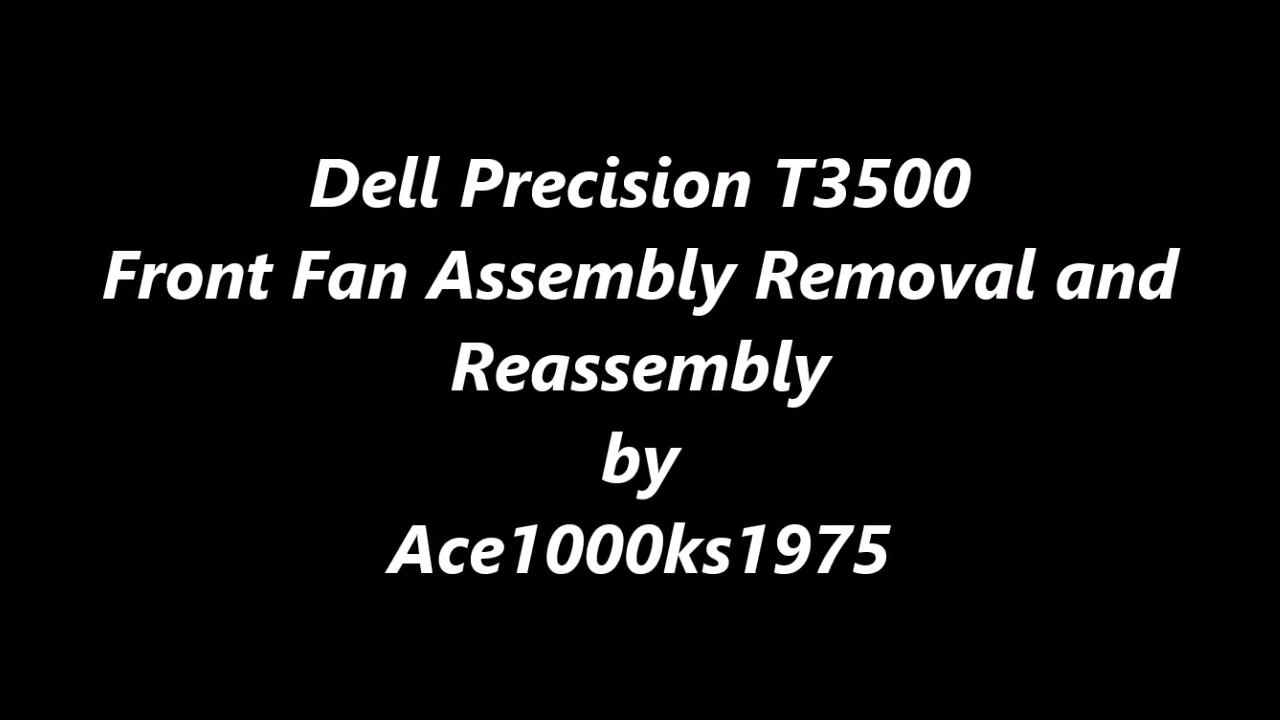 Dell Precision T3500
Front Fan Assembly Removal and
Reassembly
by
Ace1000ks1975